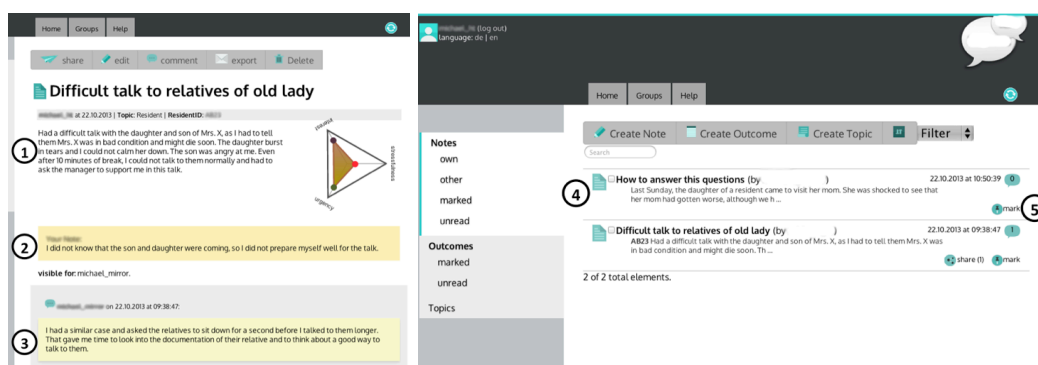 Home Groups Help
share edit comment export Delete
Difficult talk to relatives of old lady
at 22.10.2013 | Topic: Resident | ResidentID:
1
Had a difficult talk with the daughter and son of Mrs. X, as I had to tell
them Mrs. X was in bad condition and might die soon. The daughter burst
in tears and I could not calm her down. The son was angry at me. Even
after 10 minutes of break, I could not talk to them normally and had to
ask the manager to support me in this talk.
stressfulness
urgency
2
Your Note:
I did not know that the son and daughter were coming, so I did not prepare myself well for the talk.
visible for: michael_mirror.
michael_mirror on 22.10.2013 at 09:38:47:
3
I had a similar case and asked the relatives to sit down for a second before I talked to them longer.
That gave me time to look into the documentation of their relative and to think about a good way to
talk to them.
(log out)
language: de | en
Home Groups Help
Notes
own
other
marked
unread
Outcomes
marked
unread
Topics
Create Note Create Outcome Create Topic Filter
Search
4
How to answer this questions (by )
22.10.2013 at 10:50:39 0
Last Sunday, the daughter of a resident came to visit her mom. She was shocked to see that
her mom had gotten worse, although we h ...
mark
5
Difficult talk to relatives of old lady (by )
22.10.2013 at 09:38:47 1
AB23 Had a difficult talk with the daughter and son of Mrs. X, as I had to tell them Mrs. X was
in bad condition and might die soon. Th ...
share (1) mark
2 of 2 total elements.